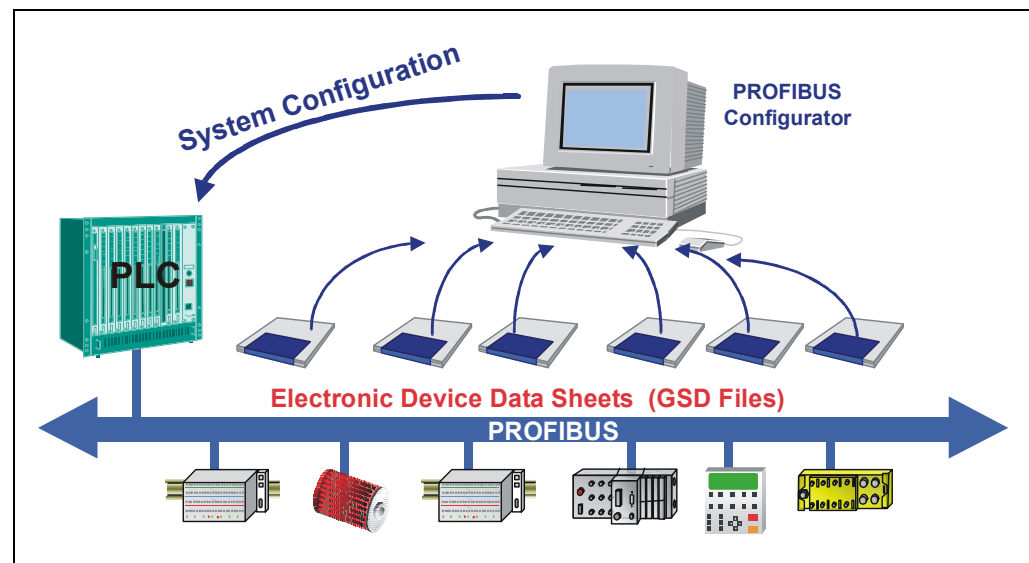 System Configuration
PROFIBUS
Configurator
PLC
Electronic Device Data Sheets (GSD Files)
PROFIBUS